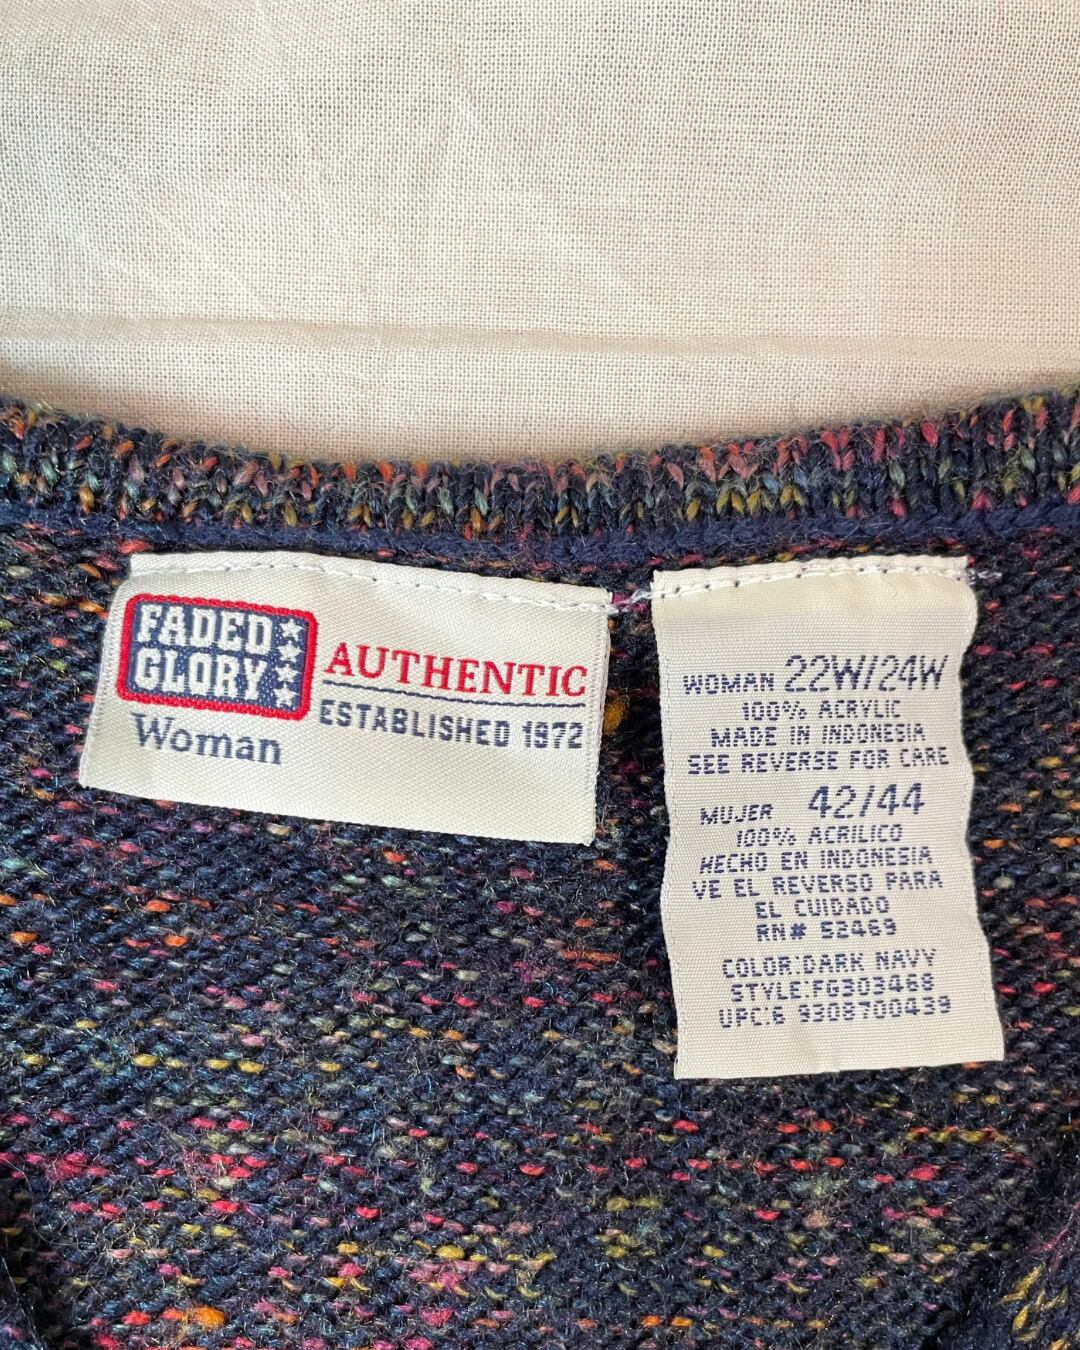 FADED
GLORY
AUTHENTIC
ESTABLISHED 1972
Woman
WOMAN 22W/24W
100% ACRYLIC
MADE IN INDONESIA
SEE REVERSE FOR CARE
MUJER 42/44
100% ACRILICO
HECHO EN INDONESIA
VE EL REVERSO PARA
EL CUIDADO
RN# 52469
COLOR:DARK NAVY
STYLE:FG303468
UPC:6 9308700439